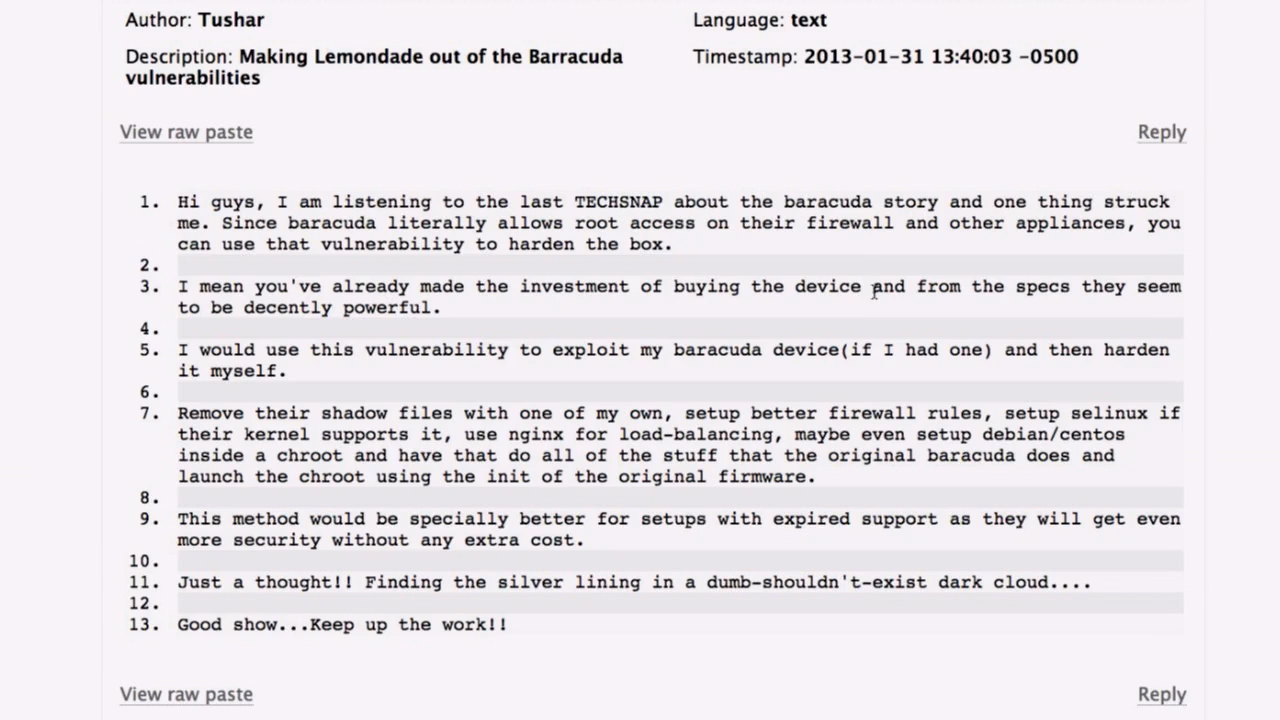 Author: Tushar
Language: text
Description: Making Lemondade out of the Barracuda
vulnerabilities
Timestamp: 2013-01-31 13:40:03 -0500
View raw paste
Reply
1. Hi guys, I am listening to the last TECHSNAP about the baracuda story and one thing struck
me. Since baracuda literally allows root access on their firewall and other appliances, you
can use that vulnerability to harden the box.
2.
3. I mean you've already made the investment of buying the device and from the specs they seem
to be decently powerful.
4.
5. I would use this vulnerability to exploit my baracuda device(if I had one) and then harden
it myself.
6.
7. Remove their shadow files with one of my own, setup better firewall rules, setup selinux if
their kernel supports it, use nginx for load-balancing, maybe even setup debian/centos
inside a chroot and have that do all of the stuff that the original baracuda does and
launch the chroot using the init of the original firmware.
8.
9. This method would be specially better for setups with expired support as they will get even
more security without any extra cost.
10.
11. Just a thought!! Finding the silver lining in a dumb-shouldn't-exist dark cloud....
12.
13. Good show...Keep up the work!!
View raw paste
Reply